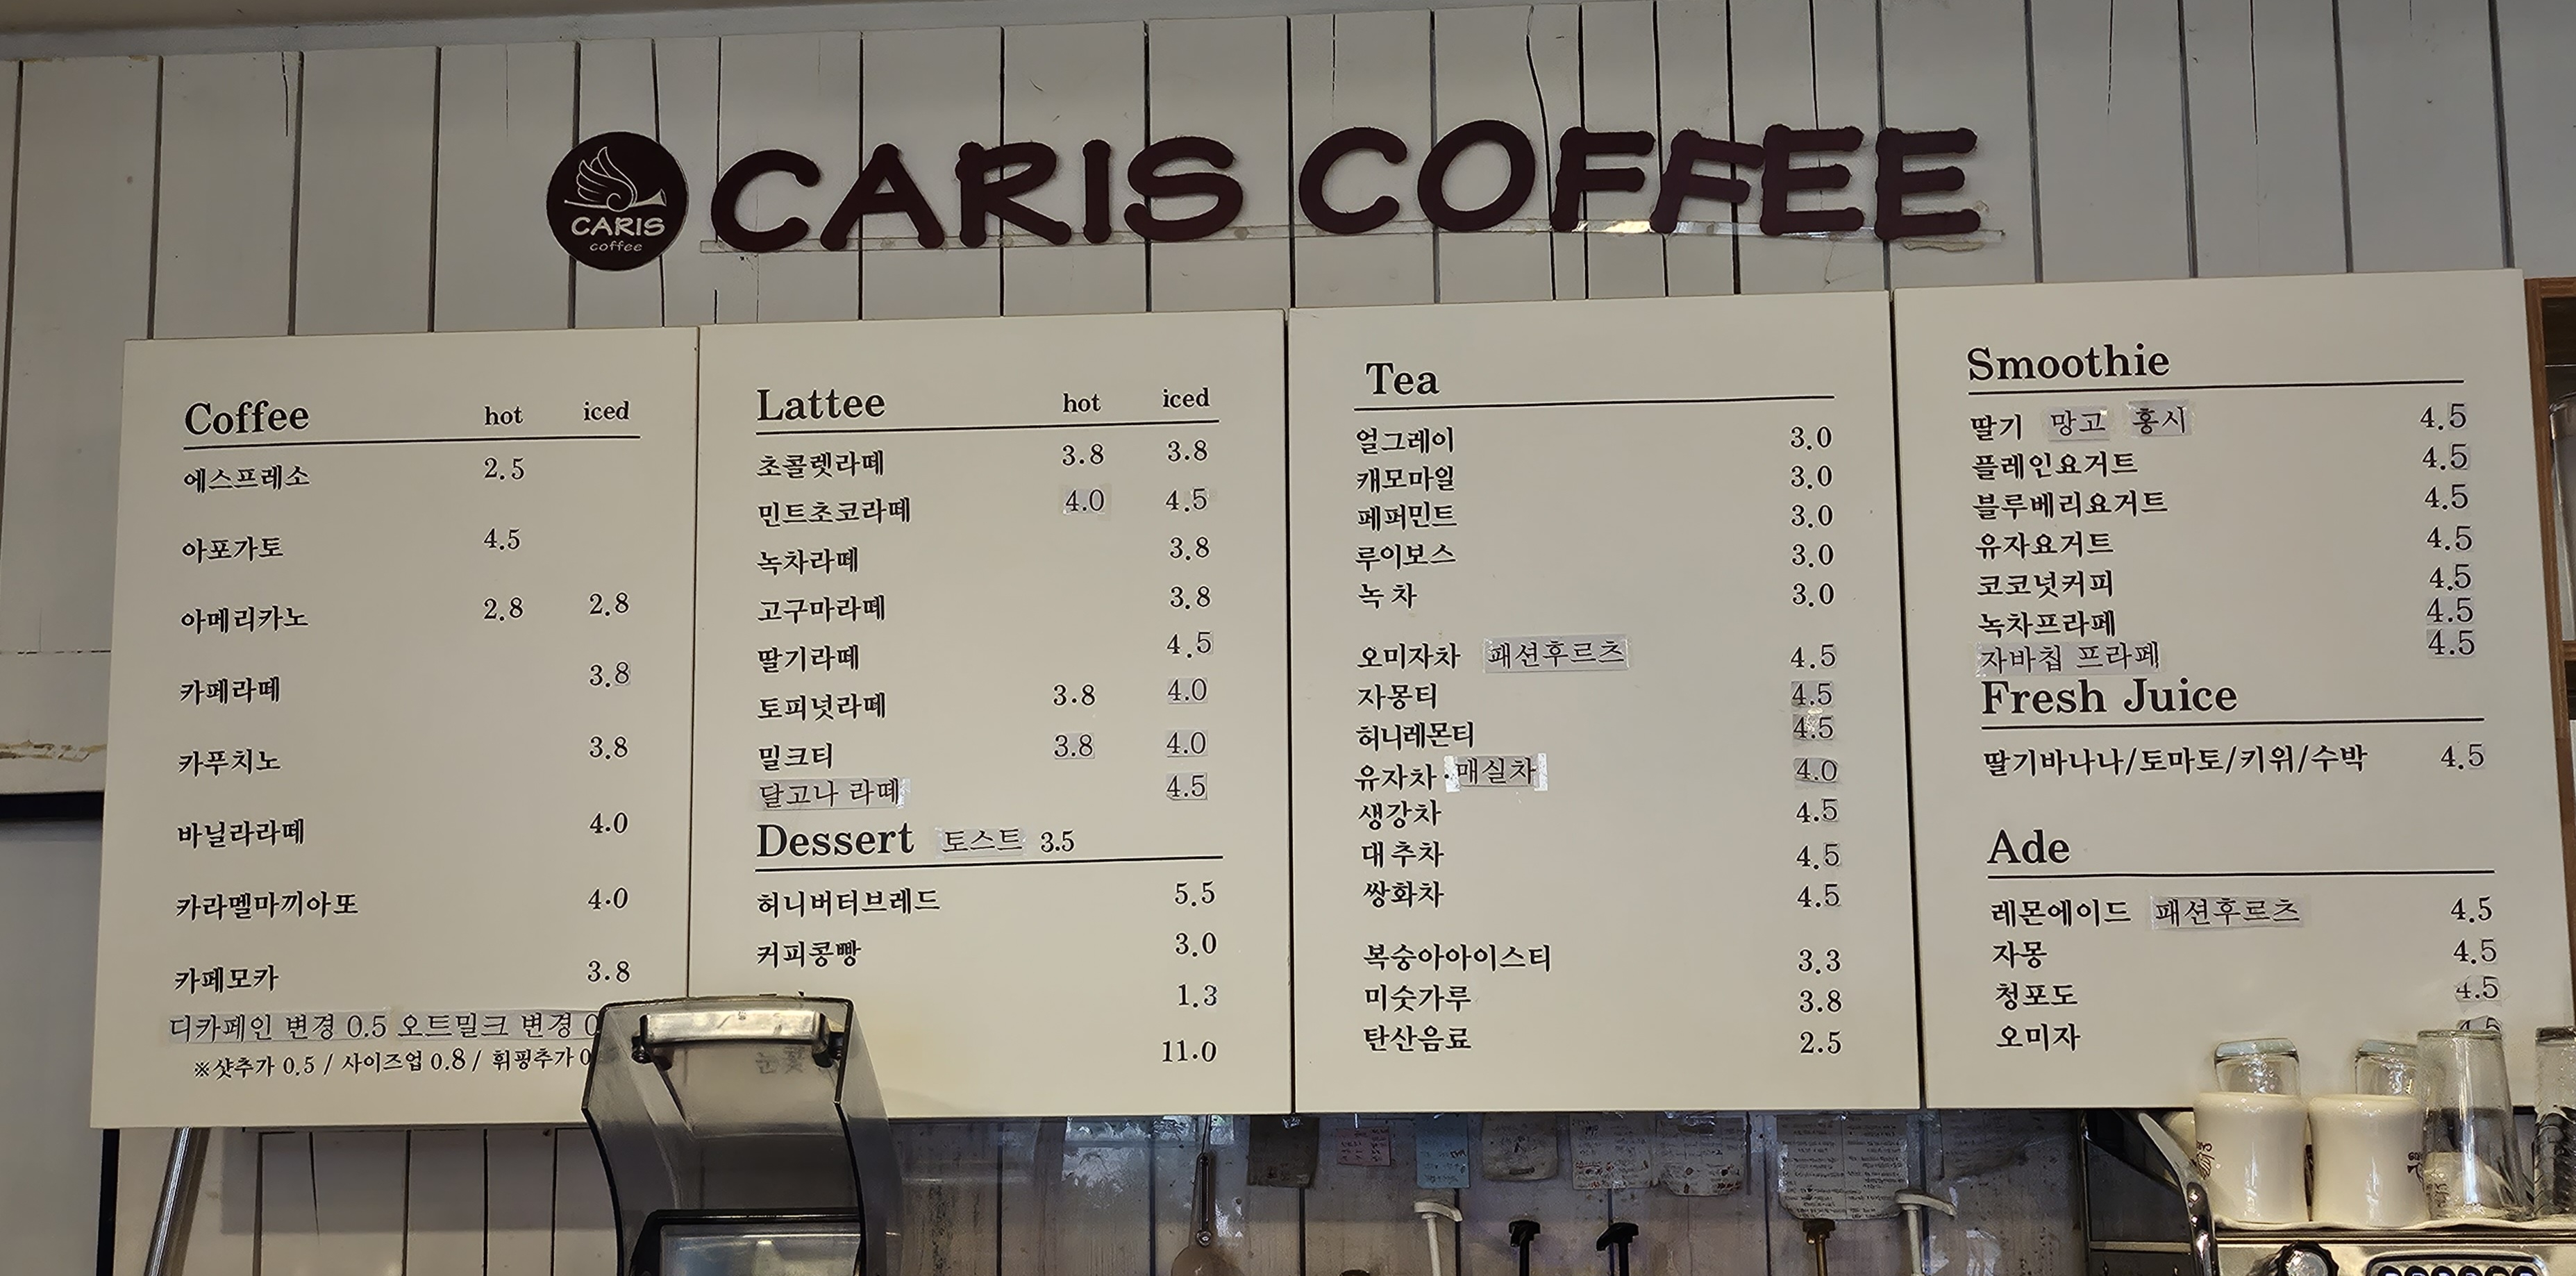 CARIS
coffee
CARIS COFFEE
Coffee hot iced
에스프레소 2.5
아포가토 4.5
아메리카노 2.8 2.8
카페라떼 3.8
카푸치노 3.8
바닐라라떼 4.0
카라멜마끼아또 4.0
카페모카 3.8
디카페인 변경 0.5 오트밀크 변경
※샷추가 0.5 / 사이즈업 0.8 / 휘핑추가
Lattee hot iced
초콜렛라떼 3.8 3.8
민트초코라떼 4.0 4.5
녹차라떼 3.8
고구마라떼 3.8
딸기라떼 4.5
토피넛라떼 3.8 4.0
밀크티 3.8 4.0
달고나 라떼 4.5
Dessert 토스트 3.5
허니버터브레드 5.5
커피콩빵 3.0
1.3
11.0
Tea
얼그레이 3.0
캐모마일 3.0
페퍼민트 3.0
루이보스 3.0
녹차 3.0
오미자차 패션후르츠 4.5
자몽티 4.5
허니레몬티 4.5
유자차·매실차 4.0
생강차 4.5
대추차 4.5
쌍화차 4.5
복숭아아이스티 3.3
미숫가루 3.8
탄산음료 2.5
Smoothie
딸기 망고 홍시 4.5
플레인요거트 4.5
블루베리요거트 4.5
유자요거트 4.5
코코넛커피 4.5
녹차프라페 4.5
자바칩 프라페 4.5
Fresh Juice
딸기바나나/토마토/키위/수박 4.5
Ade
레몬에이드 패션후르츠 4.5
자몽 4.5
청포도 4.5
오미자 4.5